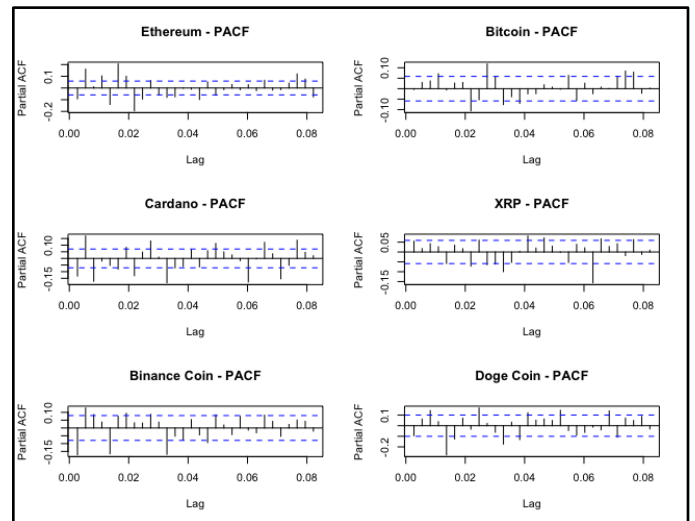 Ethereum - PACF
Partial ACF
0.1
-0.2
0.00 0.02 0.04 0.06 0.08
Lag
Bitcoin - PACF
Partial ACF
0.10
-0.10
0.00 0.02 0.04 0.06 0.08
Lag
Cardano - PACF
Partial ACF
0.10
-0.15
0.00 0.02 0.04 0.06 0.08
Lag
XRP - PACF
Partial ACF
0.05
-0.15
0.00 0.02 0.04 0.06 0.08
Lag
Binance Coin - PACF
Partial ACF
0.10
-0.15
0.00 0.02 0.04 0.06 0.08
Lag
Doge Coin - PACF
Partial ACF
0.1
-0.2
0.00 0.02 0.04 0.06 0.08
Lag